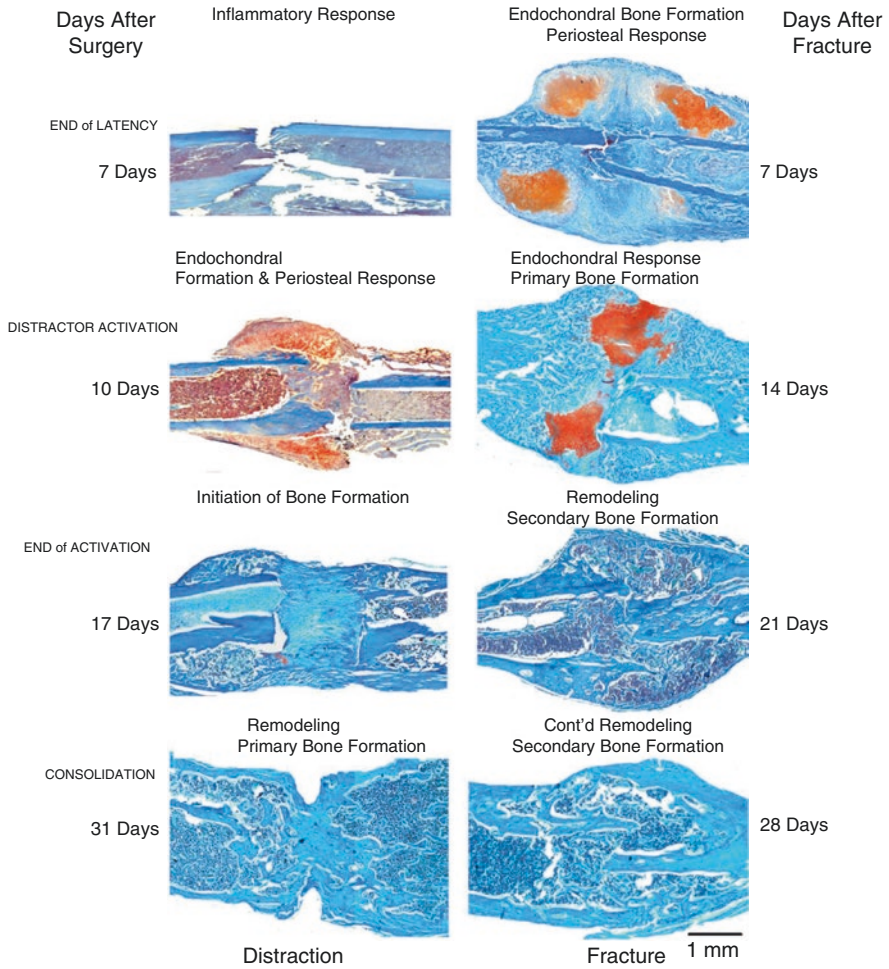 Days After
Surgery
Inflammatory Response
Endochondral Bone Formation
Periosteal Response
Days After
Fracture
END of LATENCY
7 Days
7 Days
Endochondral
Formation & Periosteal Response
Endochondral Response
Primary Bone Formation
DISTRACTOR ACTIVATION
10 Days
14 Days
Initiation of Bone Formation
Remodeling
Secondary Bone Formation
END of ACTIVATION
17 Days
21 Days
Remodeling
Primary Bone Formation
Cont'd Remodeling
Secondary Bone Formation
CONSOLIDATION
31 Days
28 Days
Distraction
Fracture
1 mm